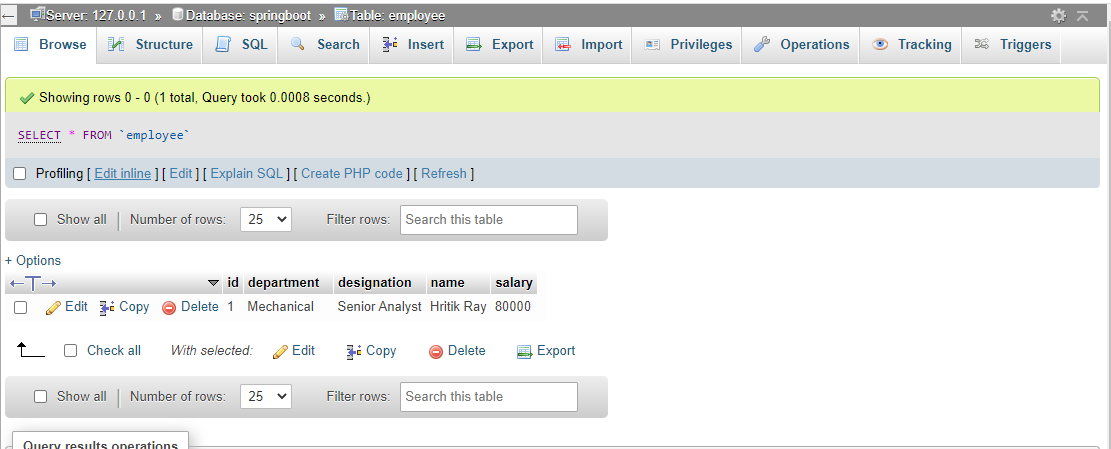 Server: 127.0.0.1 » Database: springboot » Table: employee
Browse Structure SQL Search Insert Export Import Privileges Operations Tracking Triggers
Showing rows 0 - 0 (1 total, Query took 0.0008 seconds.)
SELECT * FROM `employee`
Profiling [ Edit inline ] [ Edit ] [ Explain SQL ] [ Create PHP code ] [ Refresh ]
Show all | Number of rows: 25 Filter rows: Search this table
+ Options
id department designation name salary
Edit Copy Delete 1 Mechanical Senior Analyst Hritik Ray 80000
Check all With selected: Edit Copy Delete Export
Show all | Number of rows: 25 Filter rows: Search this table
Query results operations